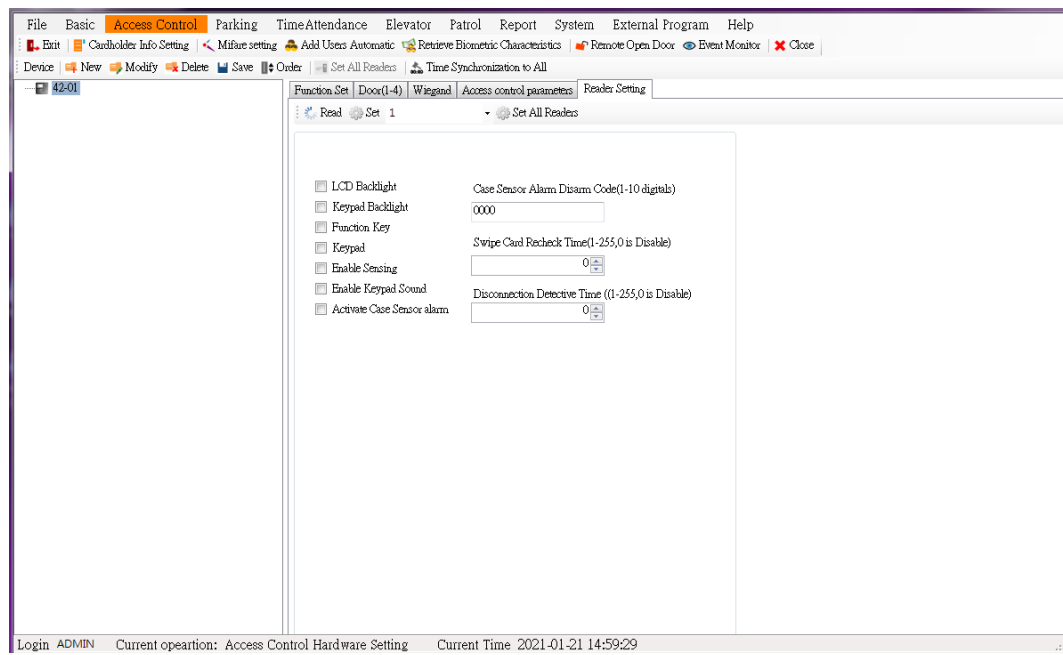 File Basic Access Control Parking TimeAttendance Elevator Patrol Report System External Program Help
Exit Cardholder Info Setting Mifare setting Add Users Automatic Retrieve Biometric Characteristics Remote Open Door Event Monitor Close
Device New Modify Delete Save Order Set All Readers Time Synchronization to All
42-01
Function Set Door(1-4) Wiegand Access control parameters Reader Setting
Read Set 1 Set All Readers
LCD Backlight
Keypad Backlight
Function Key
Keypad
Enable Sensing
Enable Keypad Sound
Activate Case Sensor alarm
Case Sensor Alarm Disarm Code(1-10 digitals)
0000
Swipe Card Recheck Time(1-255,0 is Disable)
0
Disconnection Detective Time ((1-255,0 is Disable)
0
Login ADMIN Current opeartion: Access Control Hardware Setting Current Time 2021-01-21 14:59:29